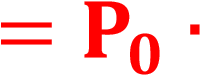 = P₀ ·